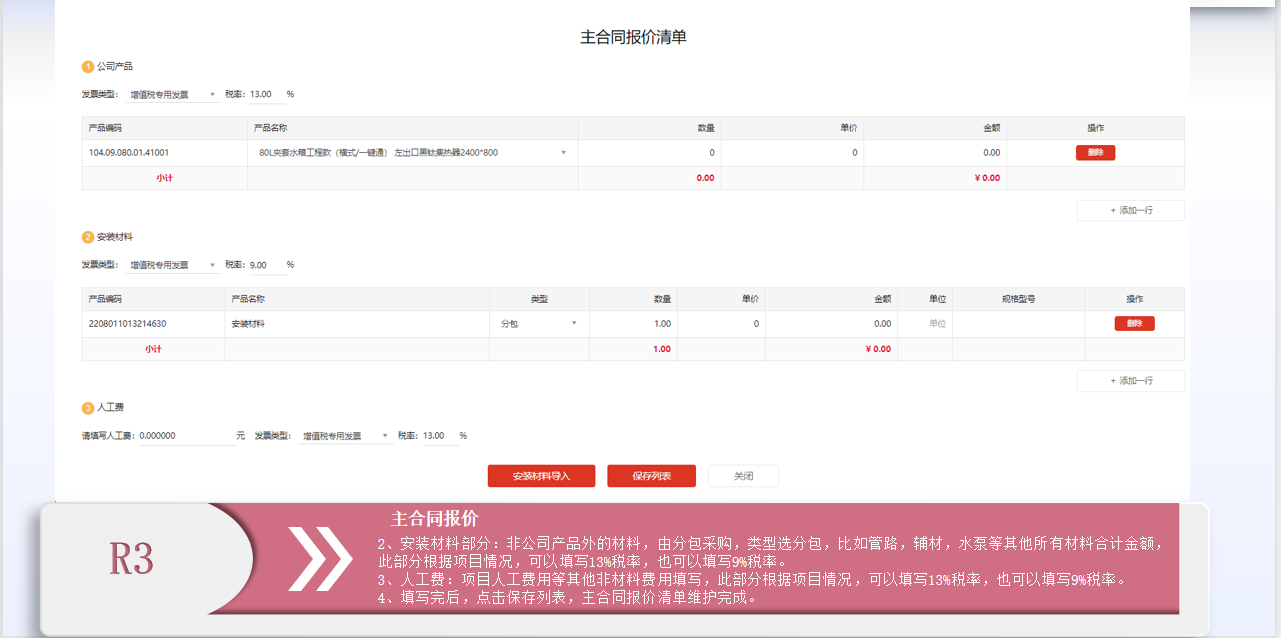 主合同报价清单
1 公司产品
发票类型： 增值税专用发票 税率： 13.00 %
产品编码 产品名称 数量 单价 金额 操作
104.09.080.01.41001 80L夹套水箱工程款（横式/一键通） 左出口黑钛集热器2400*800 0 0 0.00 删除
小计 0.00 ¥ 0.00
+ 添加一行
2 安装材料
发票类型： 增值税专用发票 税率： 9.00 %
产品编码 产品名称 类型 数量 单价 金额 单位 规格型号 操作
2208011013214630 安装材料 分包 1.00 0 0.00 单位 删除
小计 1.00 ¥ 0.00
+ 添加一行
3 人工费
请填写人工费： 0.000000 元 发票类型： 增值税专用发票 税率： 13.00 %
安装材料导入 保存列表 关闭
R3
主合同报价
2、安装材料部分：非公司产品外的材料，由分包采购，类型选分包，比如管路，辅材，水泵等其他所有材料合计金额，
此部分根据项目情况，可以填写13%税率，也可以填写9%税率。
3、人工费：项目人工费用等其他非材料费用填写，此部分根据项目情况，可以填写13%税率，也可以填写9%税率。
4、填写完后，点击保存列表，主合同报价清单维护完成。